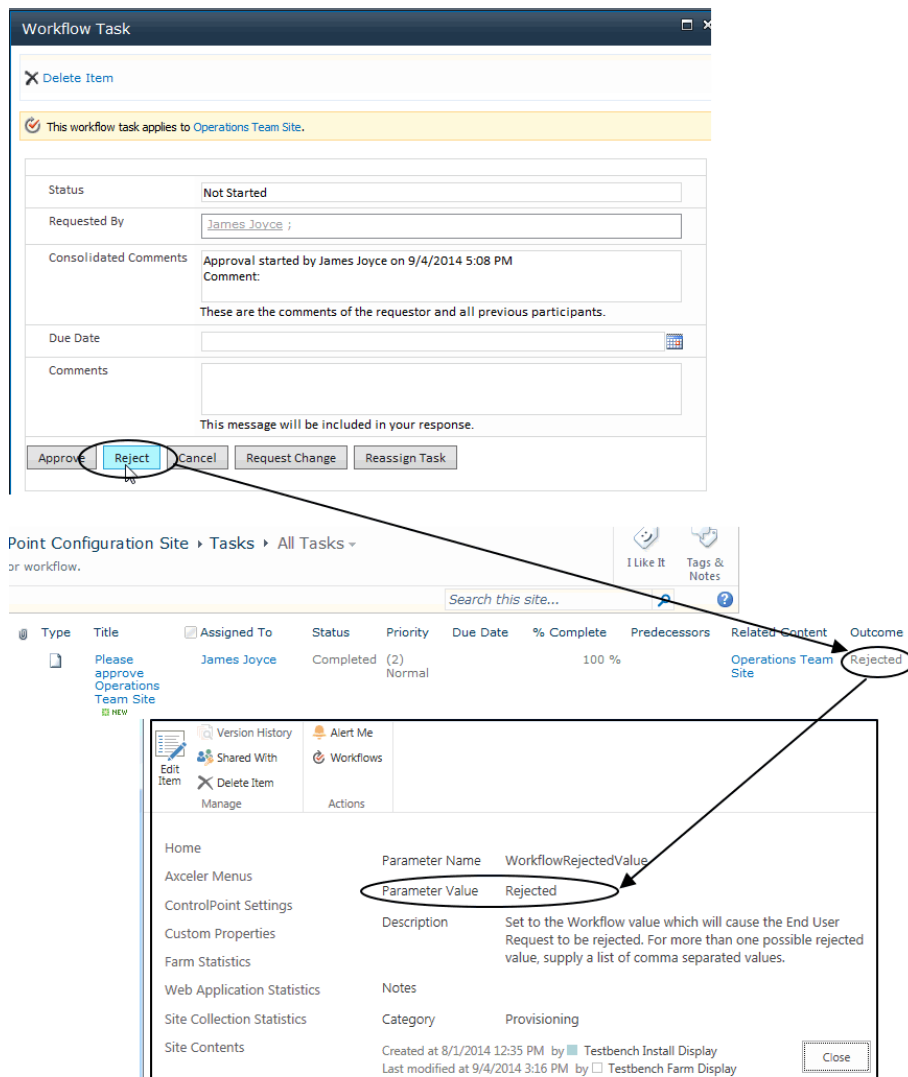 Workflow Task
Delete Item
This workflow task applies to Operations Team Site.
Status Not Started
Requested By James Joyce ;
Consolidated Comments Approval started by James Joyce on 9/4/2014 5:08 PM
Comment:
These are the comments of the requestor and all previous participants.
Due Date
Comments
This message will be included in your response.
Approve Reject Cancel Request Change Reassign Task
Point Configuration Site › Tasks › All Tasks
or workflow.
I Like It Tags &
Notes
Search this site...
Type Title Assigned To Status Priority Due Date % Complete Predecessors Related Content Outcome
Please James Joyce Completed (2) 100 % Operations Team Rejected
approve Normal Site
Operations
Team Site
NEW
Version History Alert Me
Edit Shared With Workflows
Item Delete Item
Manage Actions
Home
Parameter Name WorkflowRejectedValue
Axceler Menus
Parameter Value Rejected
ControlPoint Settings
Description Set to the Workflow value which will cause the End User
Custom Properties
Request to be rejected. For more than one possible rejected
Farm Statistics
value, supply a list of comma separated values.
Web Application Statistics
Notes
Site Collection Statistics
Category Provisioning
Site Contents
Created at 8/1/2014 12:35 PM by Testbench Install Display
Close
Last modified at 9/4/2014 3:16 PM by Testbench Farm Display